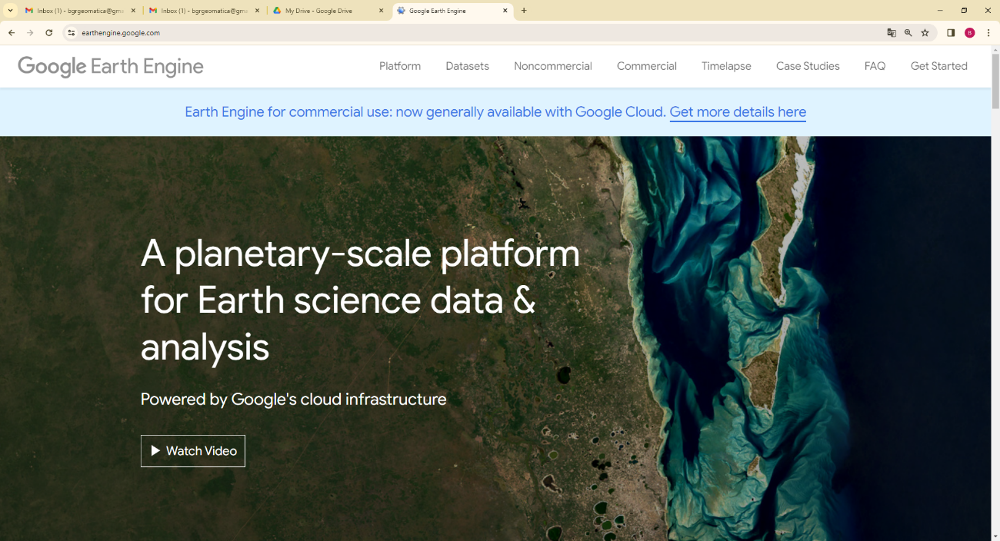 Inbox (1) - bgrgeomatica@gma
Inbox (1) - bgrgeomatica@gma
My Drive - Google Drive
Google Earth Engine
earthengine.google.com
B
Google Earth Engine
Platform
Datasets
Noncommercial
Commercial
Timelapse
Case Studies
FAQ
Get Started
Earth Engine for commercial use: now generally available with Google Cloud. Get more details here
A planetary-scale platform
for Earth science data &
analysis
Powered by Google's cloud infrastructure
Watch Video